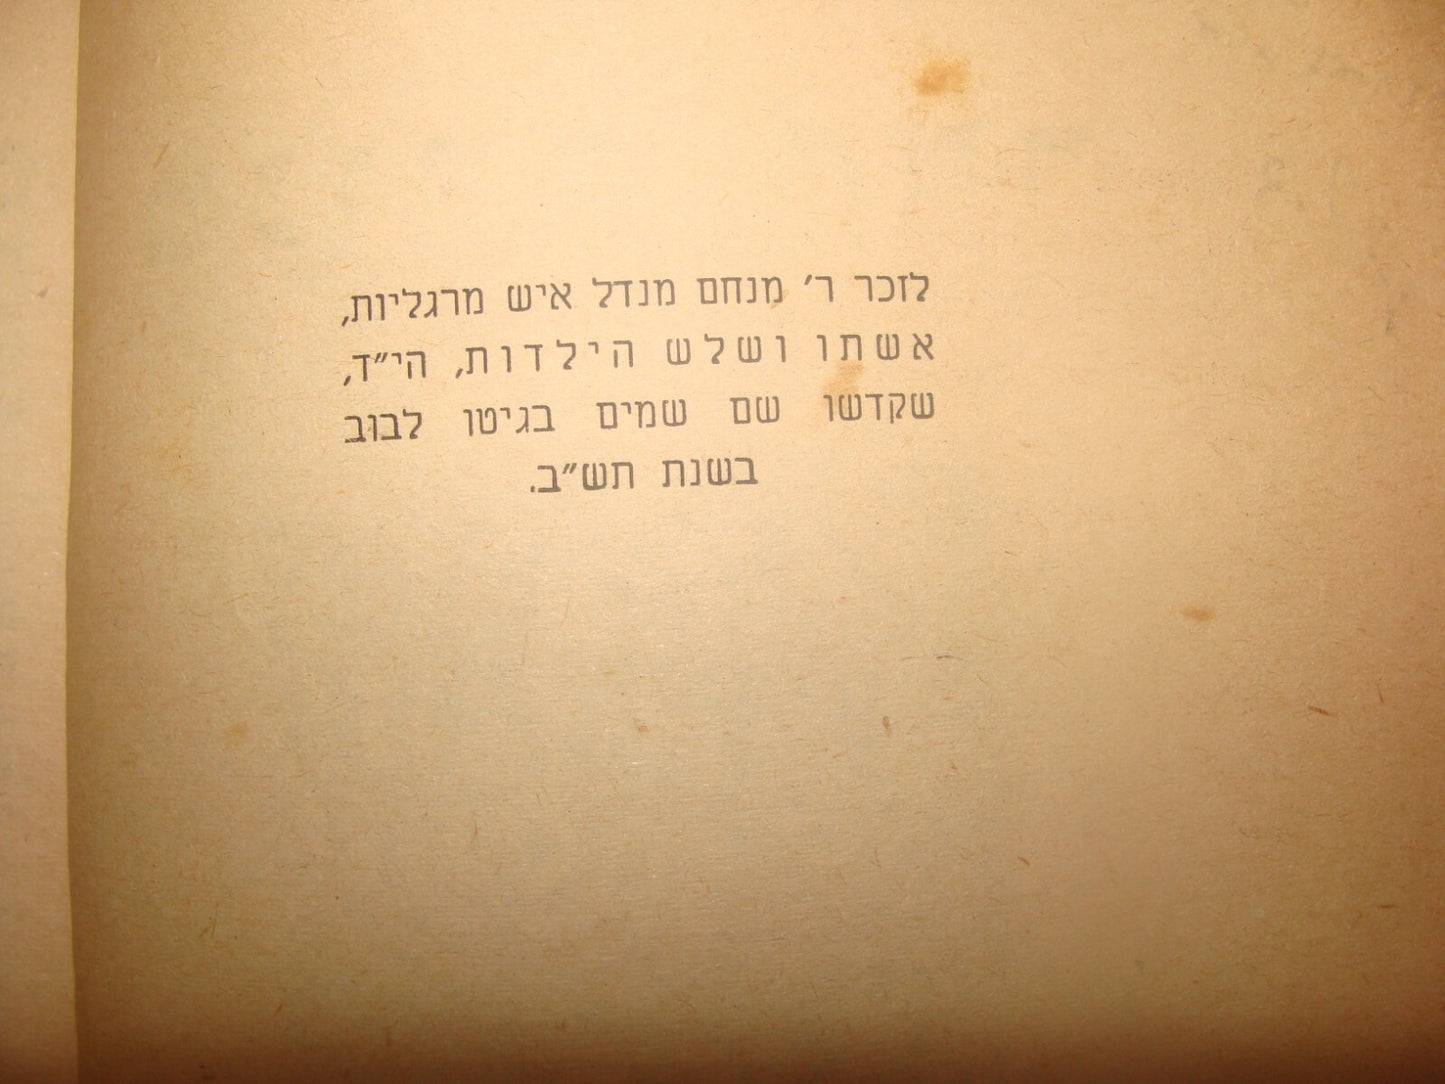 לזכר ר׳ מנחם מנדל איש מרגליות,
אשתו ושלש הילדות, הי״ד,
שקדשו שם שמים בגיטו לבוב
בשנת תש״ב.